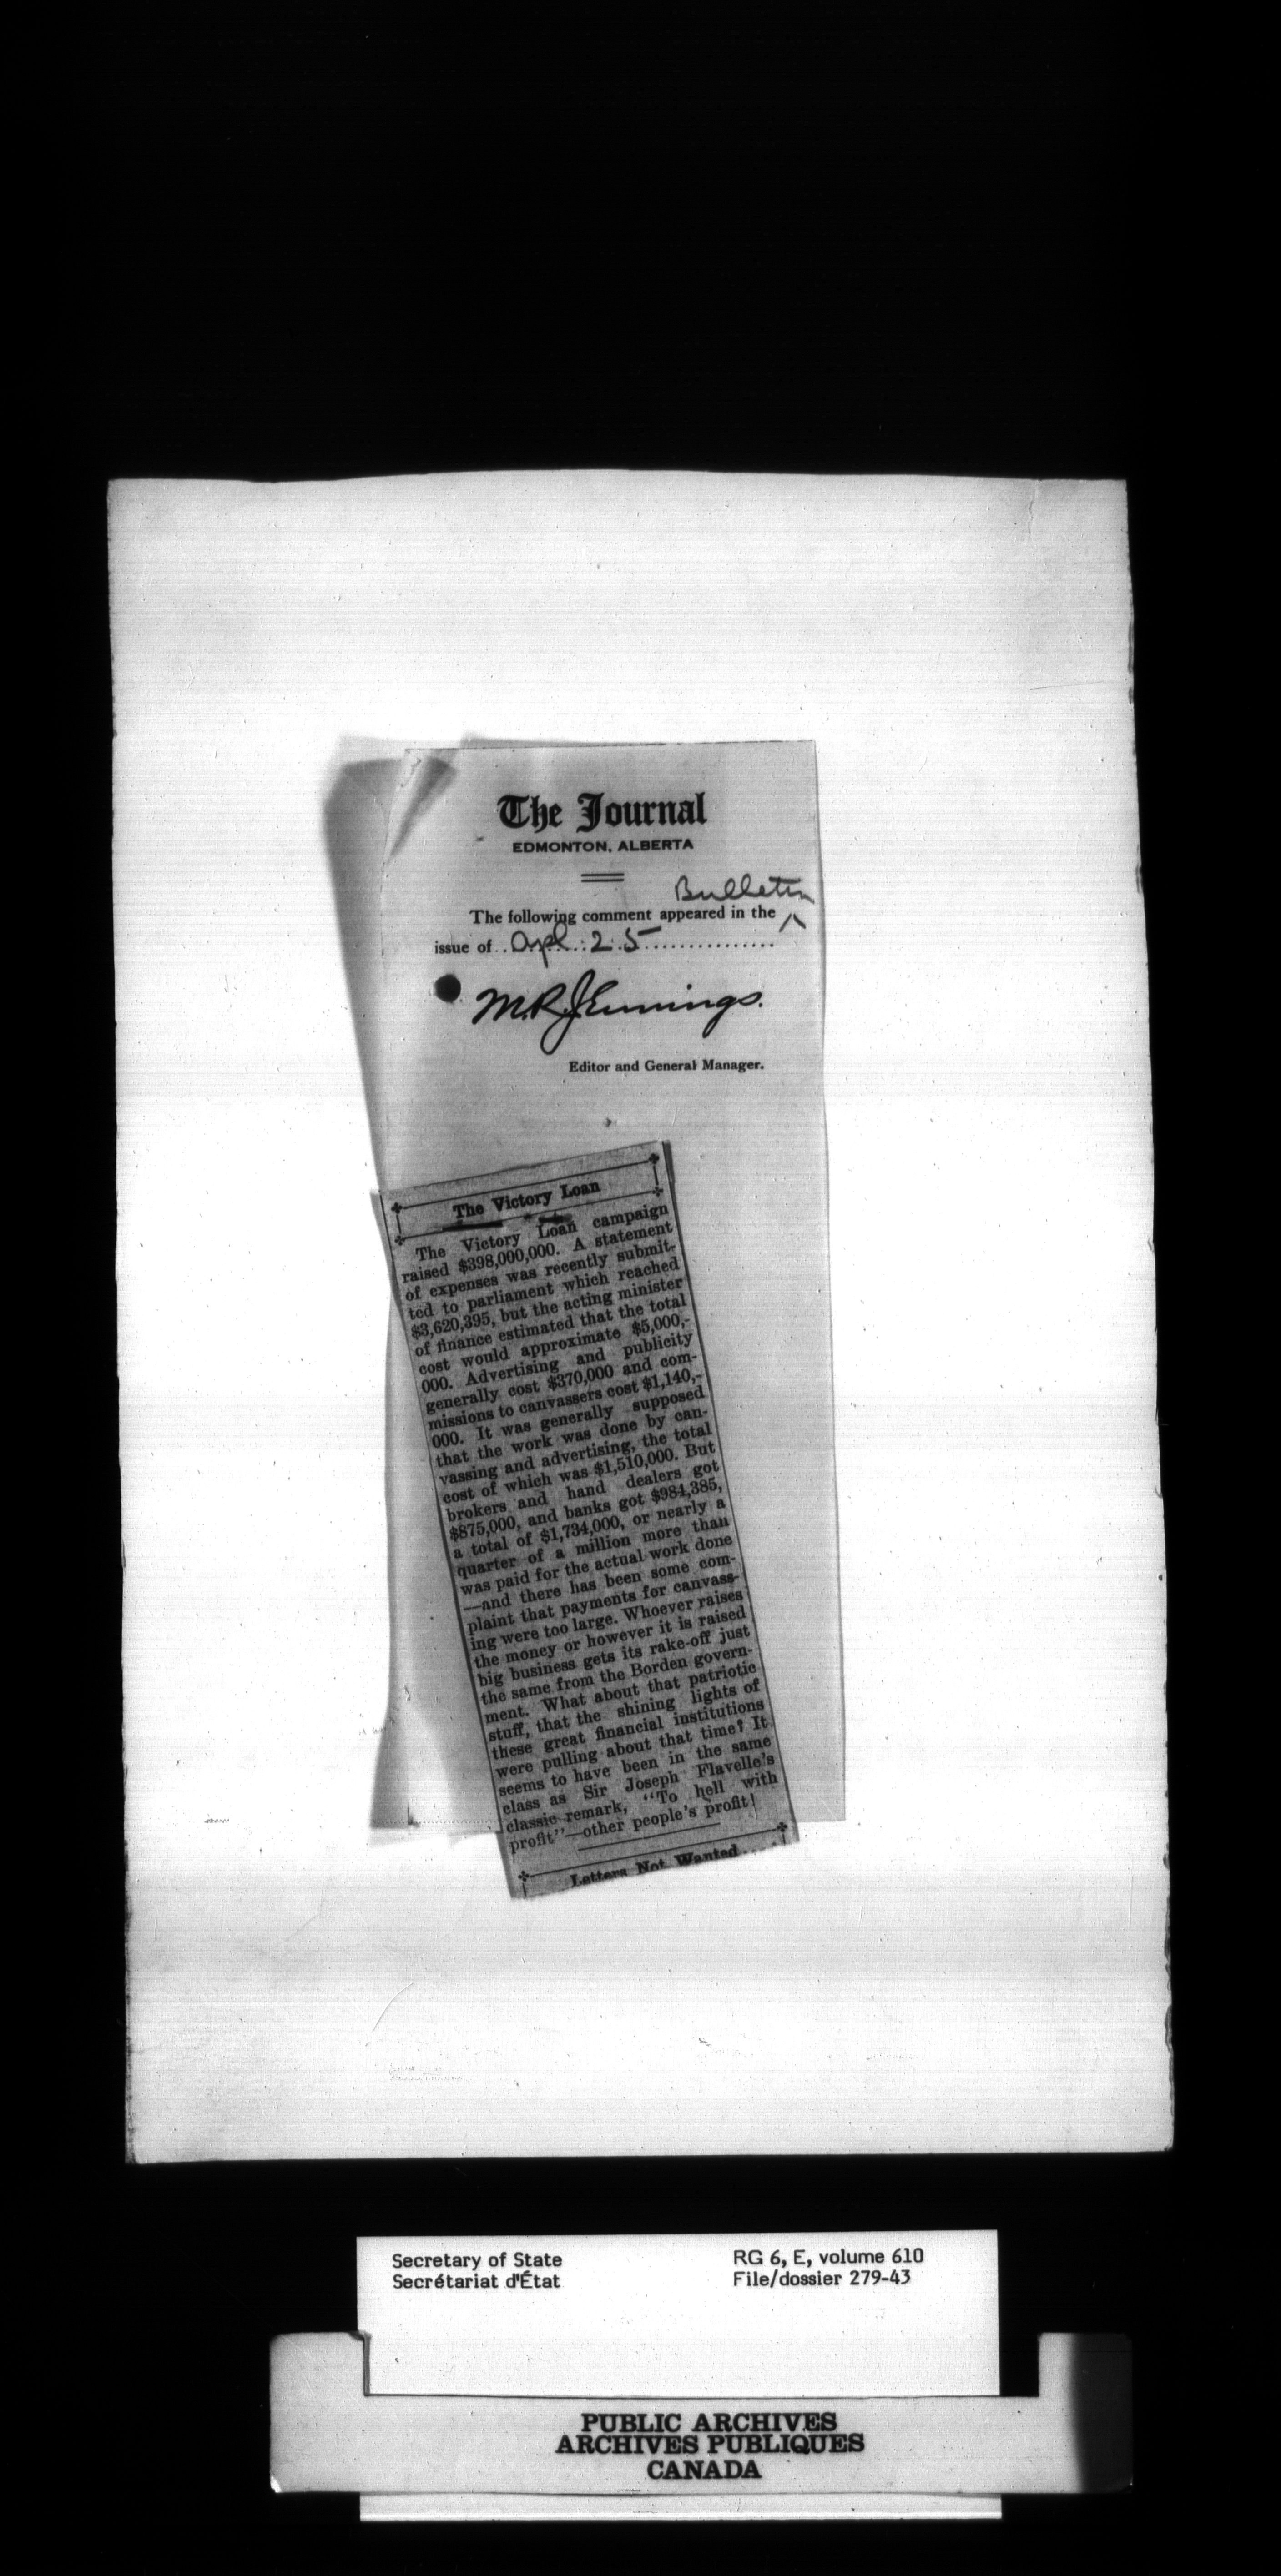 The Journal
EDMONTON, ALBERTA
Bulletin
The following comment appeared in the ^
issue of Apl. 25
M.R. Jennings.
Editor and General Manager.
The Victory Loan
The Victory Loan campaign
raised $398,000,000. A statement
of expenses was recently submit-
ted to parliament which reached
$3,620,395, but the acting minister
of finance estimated that the total
cost would approximate $5,000,-
000. Advertising and publicity
generally cost $370,000 and com-
missions to canvassers cost $1,140,-
000. It was generally supposed
that the work was done by can-
vassing and advertising, the total
cost of which was $1,510,000. But
brokers and hand dealers got
$875,000, and banks got $984,385,
a total of $1,734,000, or nearly a
quarter of a million more than
was paid for the actual work done
—and there has been some com-
plaint that payments for canvass-
ing were too large. Whoever raises
the money or however it is raised
big business gets its rake-off just
the same from the Borden govern-
ment. What about that patriotic
stuff, that the shining lights of
these great financial institutions
were pulling about that time? It
seems to have been in the same
class as Sir Joseph Flavelle's
classic remark, "To hell with
profit"—other people's profit!
Letters Not Wanted
Secretary of State
Secrétariat d'État
RG 6, E, volume 610
File/dossier 279-43
PUBLIC ARCHIVES
ARCHIVES PUBLIQUES
CANADA